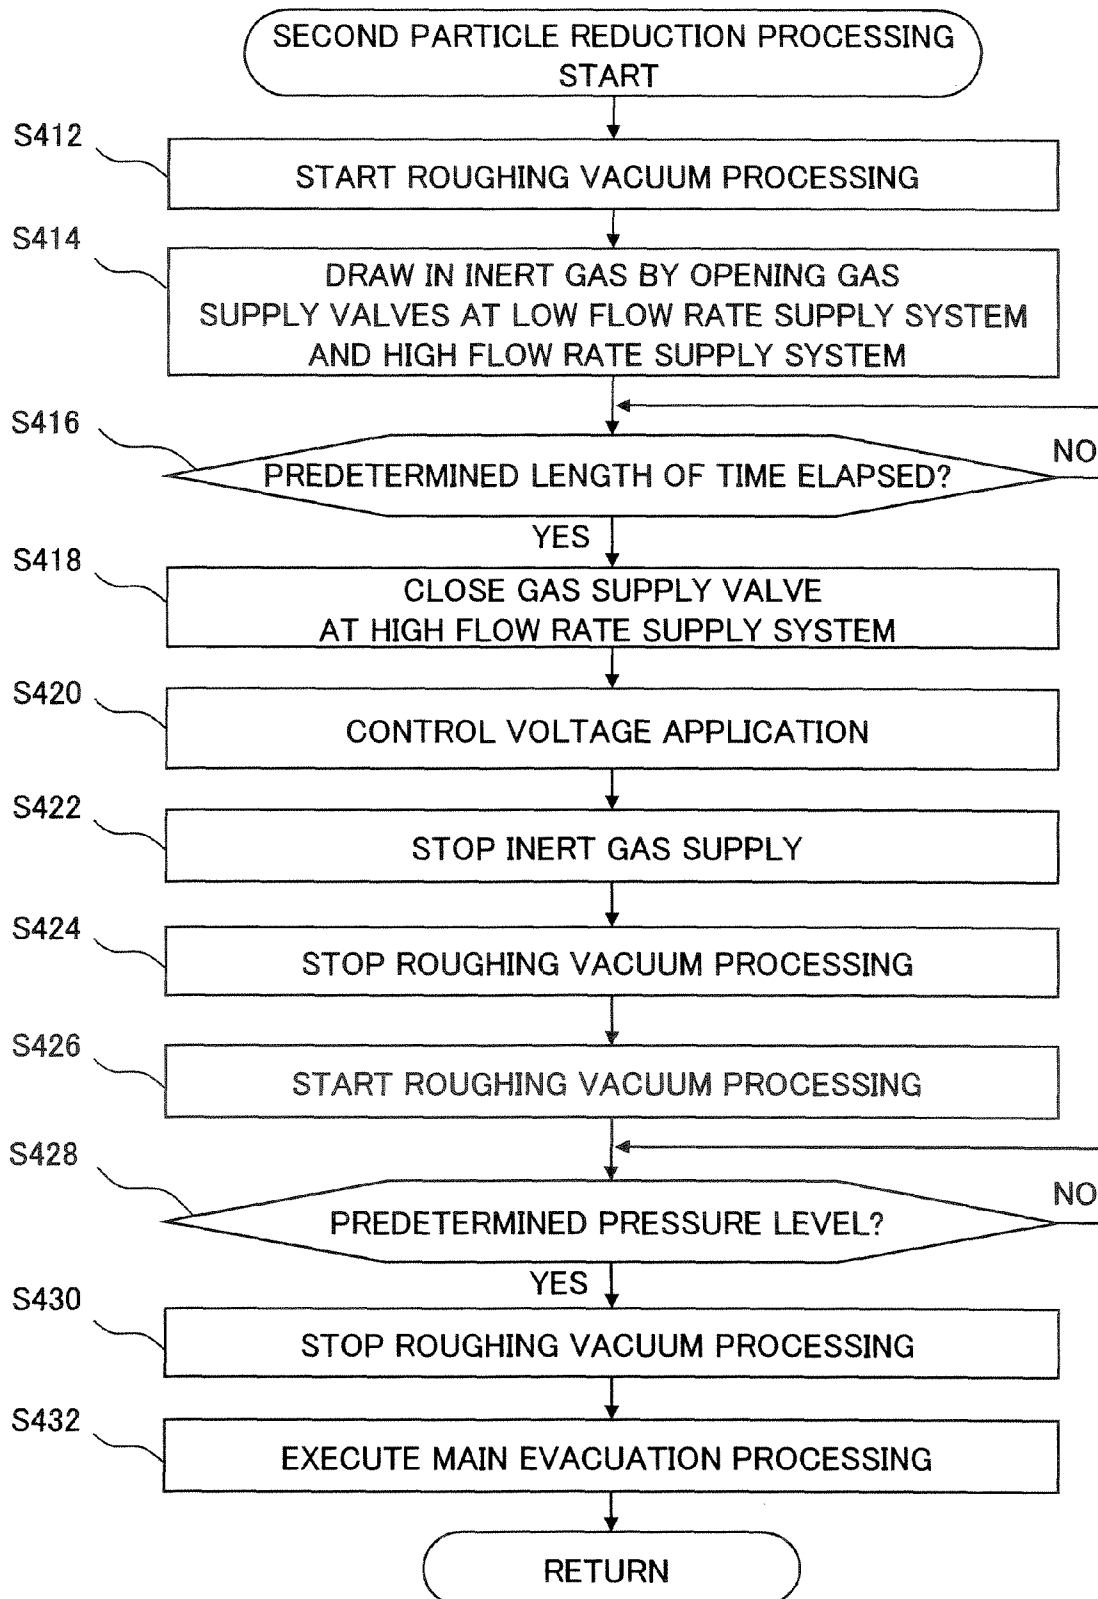 SECOND PARTICLE REDUCTION PROCESSING
START
S412
START ROUGHING VACUUM PROCESSING
S414
DRAW IN INERT GAS BY OPENING GAS
SUPPLY VALVES AT LOW FLOW RATE SUPPLY SYSTEM
AND HIGH FLOW RATE SUPPLY SYSTEM
S416
PREDETERMINED LENGTH OF TIME ELAPSED?
NO
YES
S418
CLOSE GAS SUPPLY VALVE
AT HIGH FLOW RATE SUPPLY SYSTEM
S420
CONTROL VOLTAGE APPLICATION
S422
STOP INERT GAS SUPPLY
S424
STOP ROUGHING VACUUM PROCESSING
S426
START ROUGHING VACUUM PROCESSING
S428
PREDETERMINED PRESSURE LEVEL?
NO
YES
S430
STOP ROUGHING VACUUM PROCESSING
S432
EXECUTE MAIN EVACUATION PROCESSING
RETURN